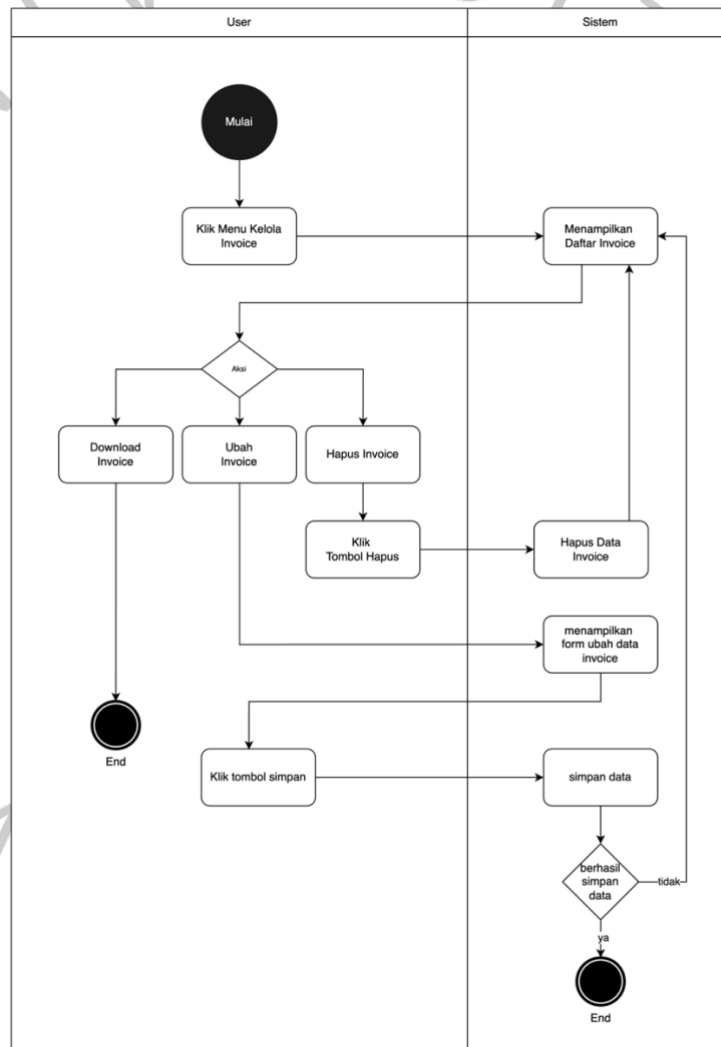 User
Sistem
Mulai
Klik Menu Kelola
Invoice
Menampilkan
Daftar Invoice
Aksi
Download
Invoice
Ubah
Invoice
Hapus Invoice
Klik
Tombol Hapus
Hapus Data
Invoice
menampilkan
form ubah data
invoice
End
Klik tombol simpan
simpan data
berhasil
simpan
data
tidak
ya
End